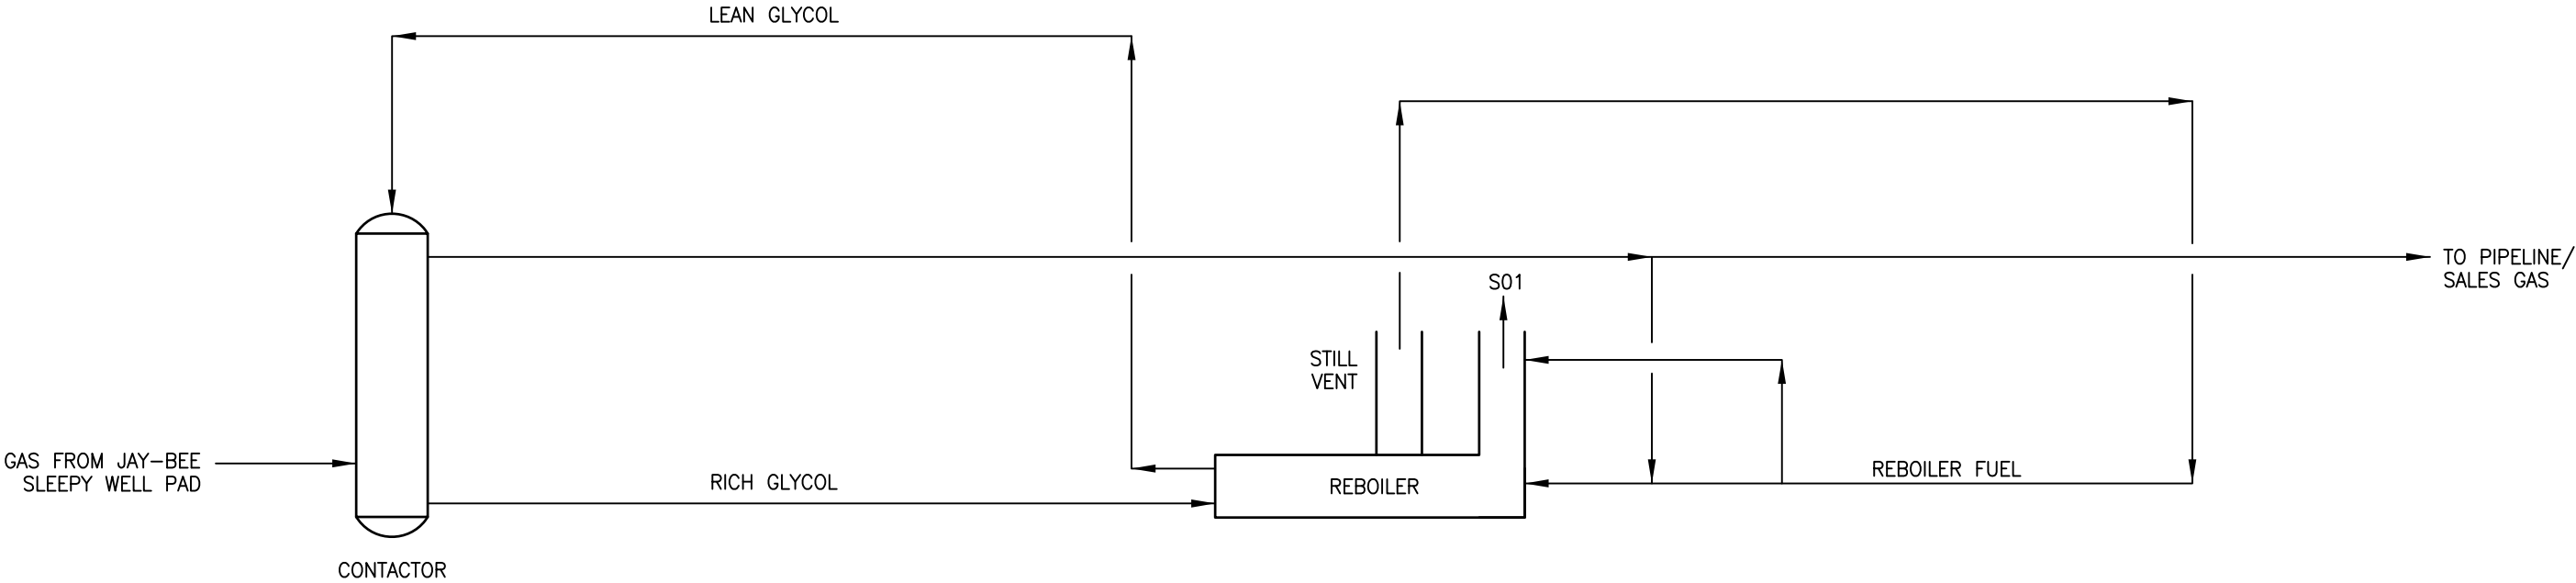 LEAN GLYCOL
TO PIPELINE/
SALES GAS
S01
STILL
VENT
GAS FROM JAY-BEE
SLEEPY WELL PAD
RICH GLYCOL
REBOILER
REBOILER FUEL
CONTACTOR